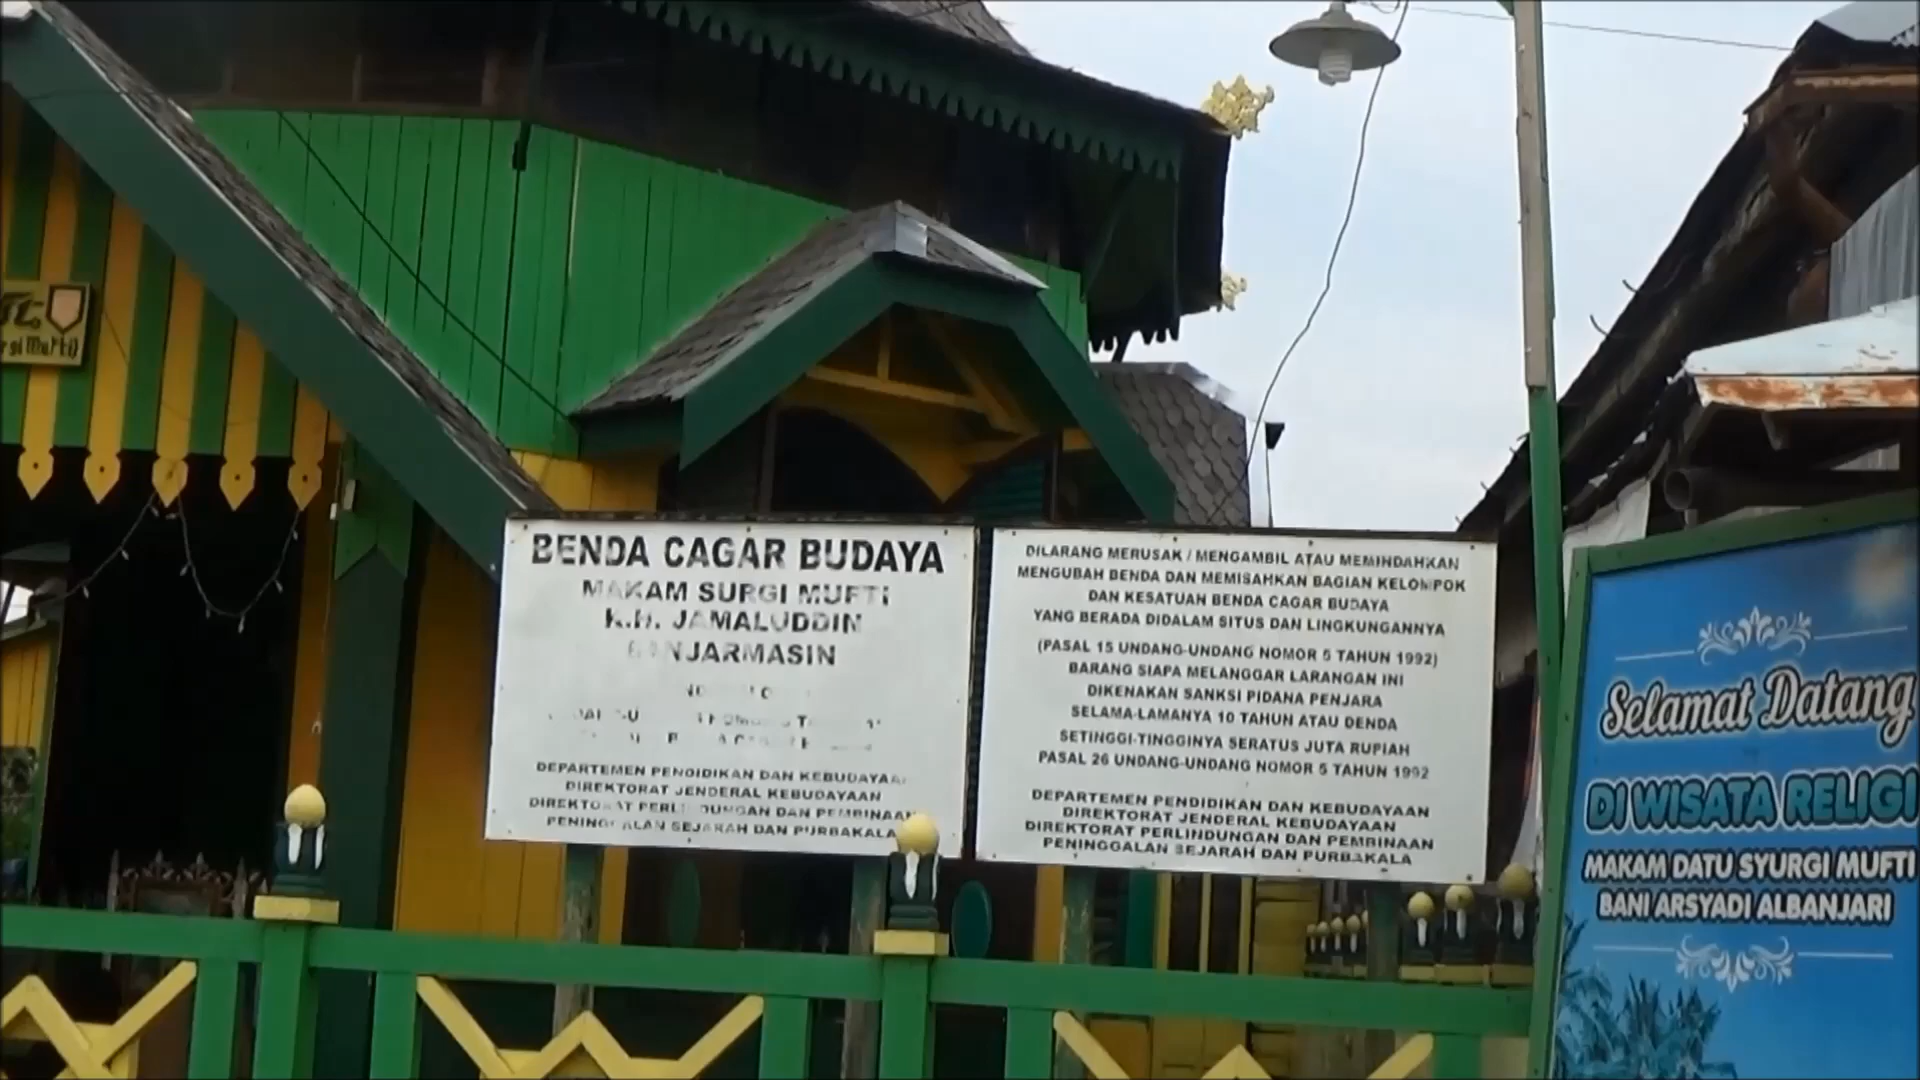 BENDA CAGAR BUDAYA
MAKAM SURGI MUFTI
K.H. JAMALUDDIN
BANJARMASIN
DEPARTEMEN PENDIDIKAN DAN KEBUDAYAAN
DIREKTORAT JENDERAL KEBUDAYAAN
DIREKTORAT PERLINDUNGAN DAN PEMBINAAN
PENINGGALAN SEJARAH DAN PURBAKALA
DILARANG MERUSAK / MENGAMBIL ATAU MEMINDAHKAN
MENGUBAH BENDA DAN MEMISAHKAN BAGIAN KELOMPOK
DAN KESATUAN BENDA CAGAR BUDAYA
YANG BERADA DIDALAM SITUS DAN LINGKUNGANNYA
(PASAL 15 UNDANG-UNDANG NOMOR 5 TAHUN 1992)
BARANG SIAPA MELANGGAR LARANGAN INI
DIKENAKAN SANKSI PIDANA PENJARA
SELAMA-LAMANYA 10 TAHUN ATAU DENDA
SETINGGI-TINGGINYA SERATUS JUTA RUPIAH
PASAL 26 UNDANG-UNDANG NOMOR 5 TAHUN 1992
DEPARTEMEN PENDIDIKAN DAN KEBUDAYAAN
DIREKTORAT JENDERAL KEBUDAYAAN
DIREKTORAT PERLINDUNGAN DAN PEMBINAAN
PENINGGALAN SEJARAH DAN PURBAKALA
Selamat Datang
DI WISATA RELIGI
MAKAM DATU SYURGI MUFTI
BANI ARSYADI ALBANJARI